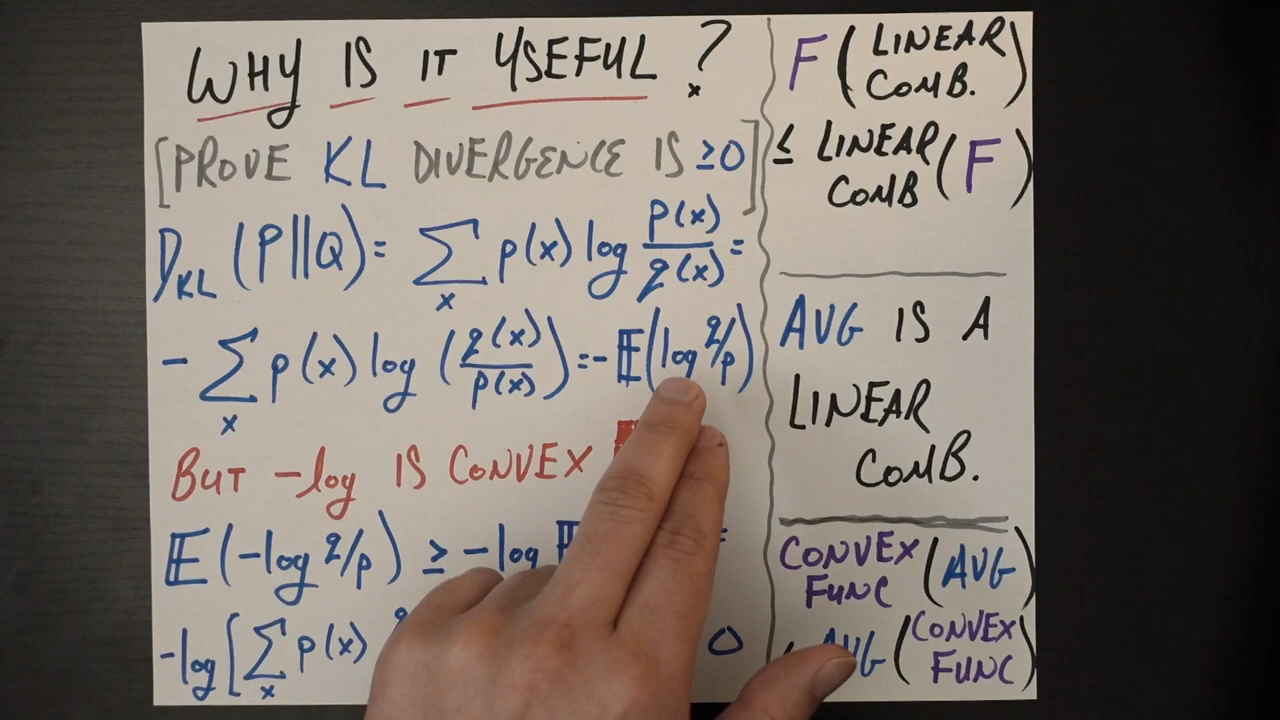 WHY IS IT USEFUL ?
[PROVE KL DIVERGENCE IS ≥0]
D_KL (P||Q) = ∑_x p(x) log p(x)/q(x) =
- ∑_x p(x) log (q(x)/p(x)) = - 𝔼(log q/p)
BUT -log IS CONVEX
𝔼(-log q/p) ≥ -log 𝔼
-log[∑_x p(x)
0
F (LINEAR
COMB.)
≤ LINEAR
COMB (F)
AVG IS A
LINEAR
COMB.
CONVEX
FUNC (AVG)
AVG (CONVEX
FUNC)